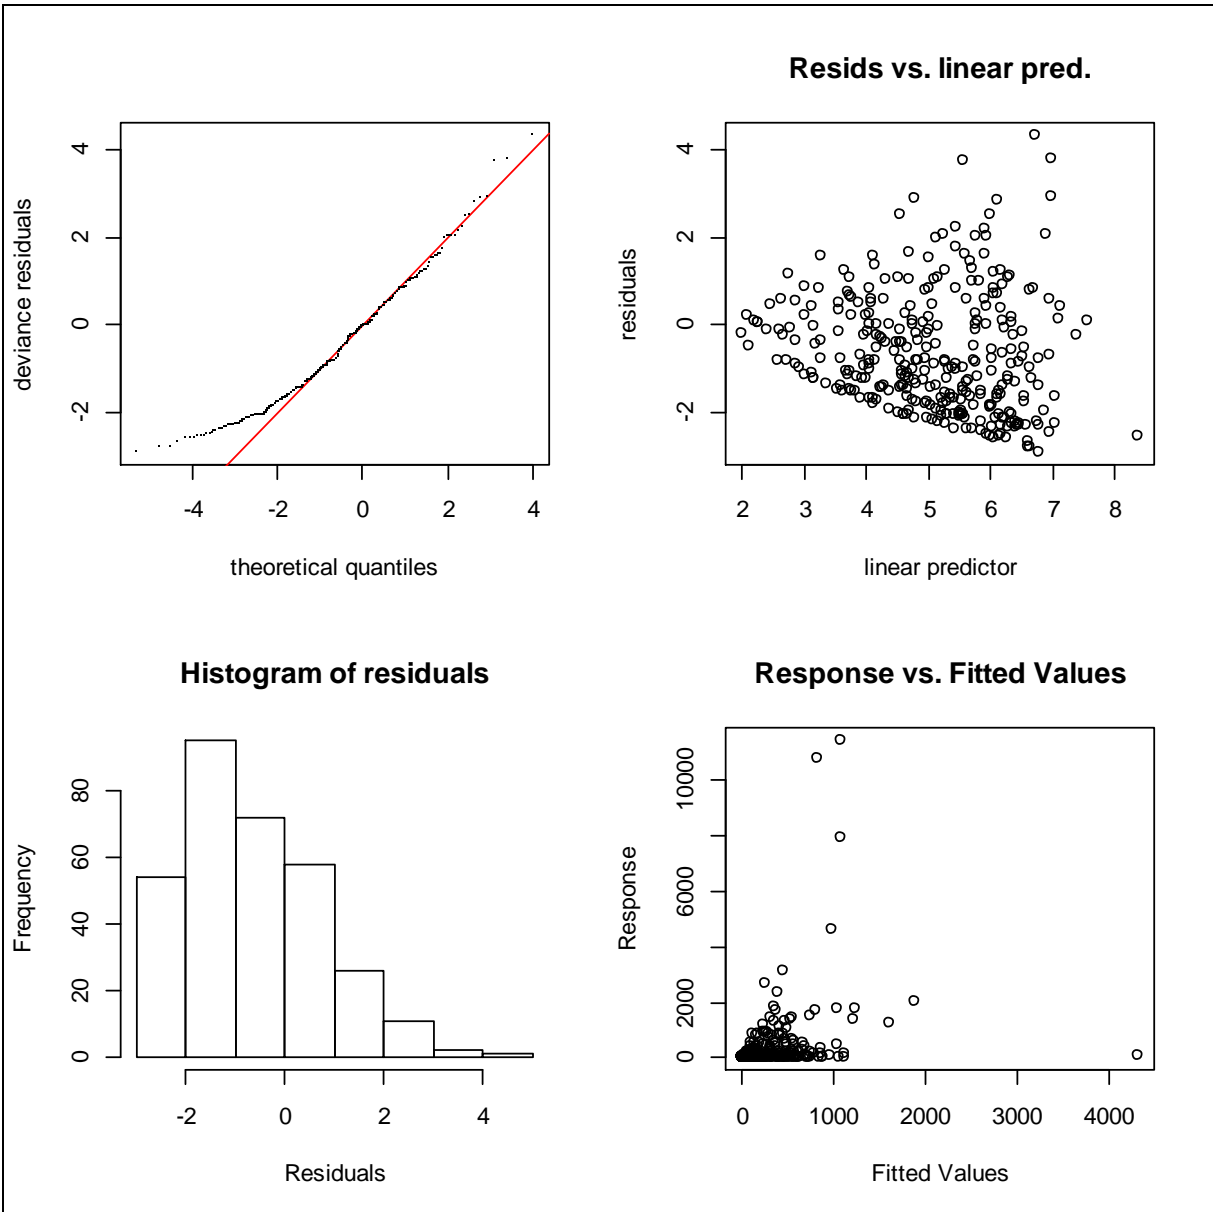 deviance residuals
4
2
0
-2
-4 -2 0 2 4
theoretical quantiles
Resids vs. linear pred.
residuals
4
2
0
-2
2 3 4 5 6 7 8
linear predictor
Histogram of residuals
Frequency
80
60
40
20
0
-2 0 2 4
Residuals
Response vs. Fitted Values
Response
10000
6000
2000
0
0 1000 2000 3000 4000
Fitted Values